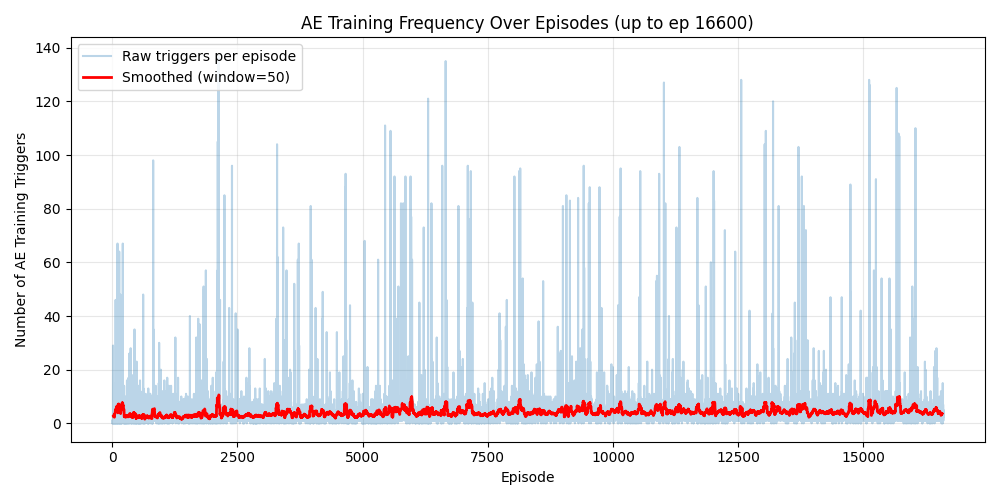 AE Training Frequency Over Episodes (up to ep 16600)
Raw triggers per episode
Smoothed (window=50)
Number of AE Training Triggers
140
120
100
80
60
40
20
0
0 2500 5000 7500 10000 12500 15000
Episode